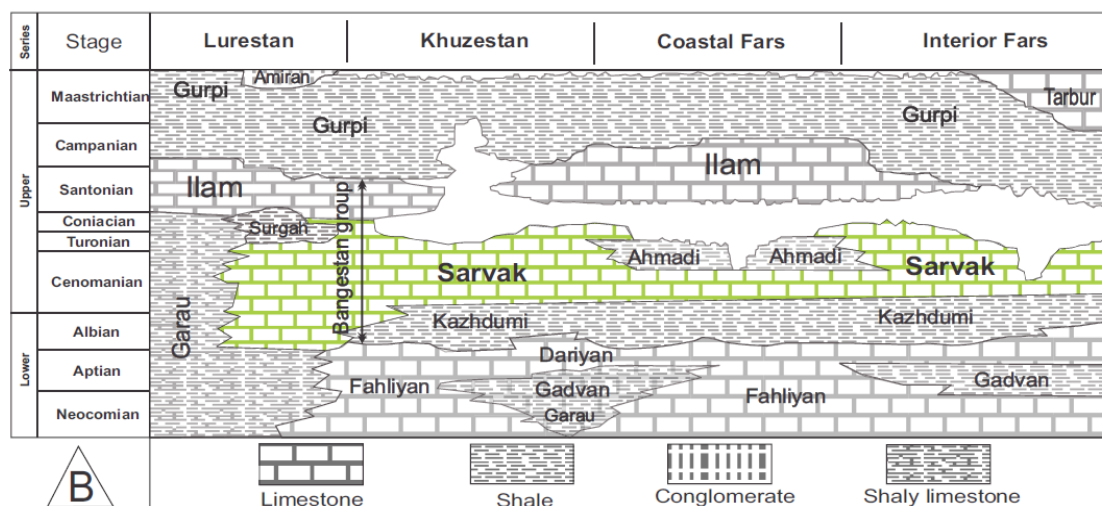 Series
Stage
Lurestan
Khuzestan
Coastal Fars
Interior Fars
Upper
Lower
Maastrichtian
Campanian
Santonian
Coniacian
Turonian
Cenomanian
Albian
Aptian
Neocomian
Gurpi
Amiran
Gurpi
Gurpi
Tarbur
Ilam
Ilam
Surgah
Bangestan group
Sarvak
Ahmadi
Ahmadi
Sarvak
Garau
Kazhdumi
Kazhdumi
Dariyan
Fahliyan
Gadvan
Garau
Fahliyan
Gadvan
B
Limestone
Shale
Conglomerate
Shaly limestone